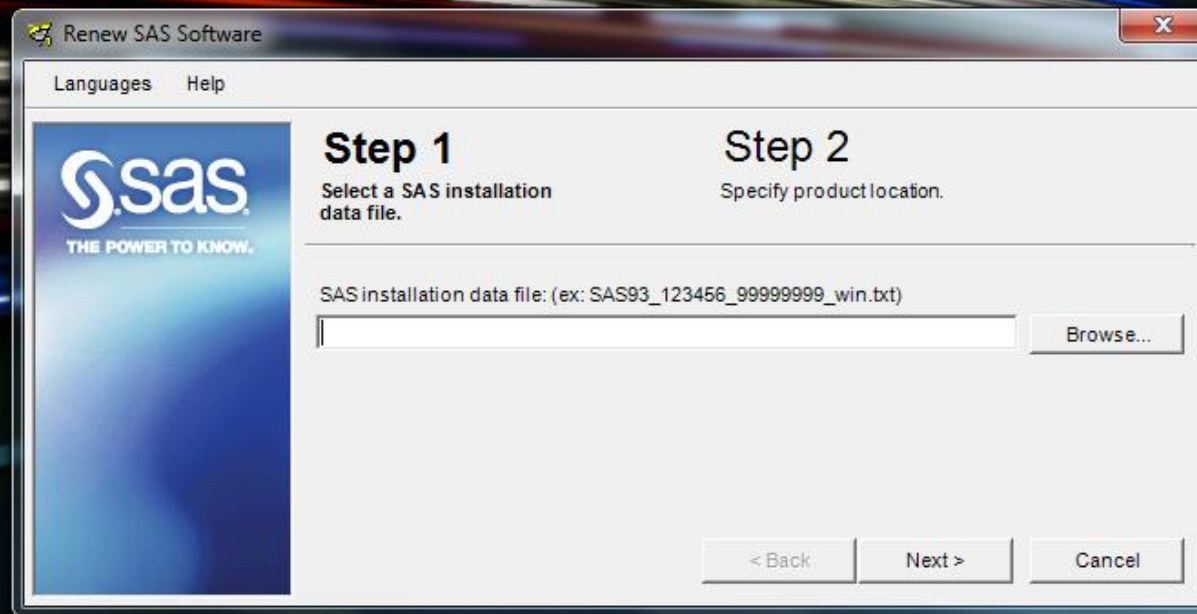 Renew SAS Software
X
Languages Help
sas
THE POWER TO KNOW.
Step 1
Select a SAS installation
data file.
Step 2
Specify product location.
SAS installation data file: (ex: SAS93_123456_99999999_win.txt)
Browse...
< Back
Next >
Cancel